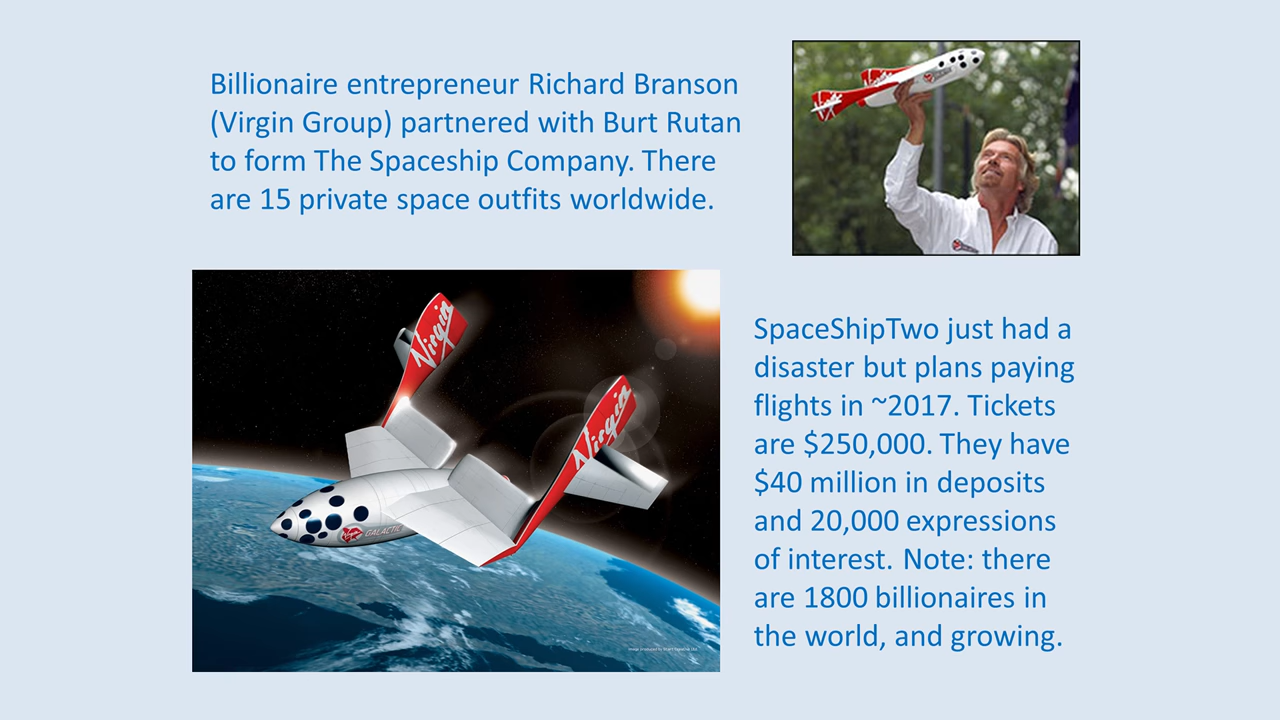 Billionaire entrepreneur Richard Branson
(Virgin Group) partnered with Burt Rutan
to form The Spaceship Company. There
are 15 private space outfits worldwide.
Virgin
Virgin
GALACTIC
SpaceShipTwo just had a
disaster but plans paying
flights in ~2017. Tickets
are $250,000. They have
$40 million in deposits
and 20,000 expressions
of interest. Note: there
are 1800 billionaires in
the world, and growing.